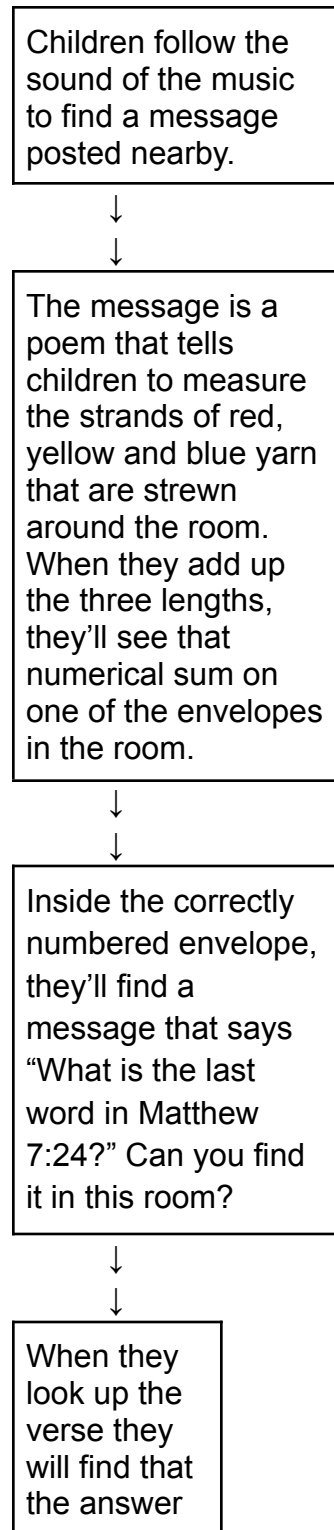 Children follow the
sound of the music
to find a message
posted nearby.
↓
↓
The message is a
poem that tells
children to measure
the strands of red,
yellow and blue yarn
that are strewn
around the room.
When they add up
the three lengths,
they’ll see that
numerical sum on
one of the envelopes
in the room.
↓
↓
Inside the correctly
numbered envelope,
they’ll find a
message that says
“What is the last
word in Matthew
7:24?” Can you find
it in this room?
↓
↓
When they
look up the
verse they
will find that
the answer